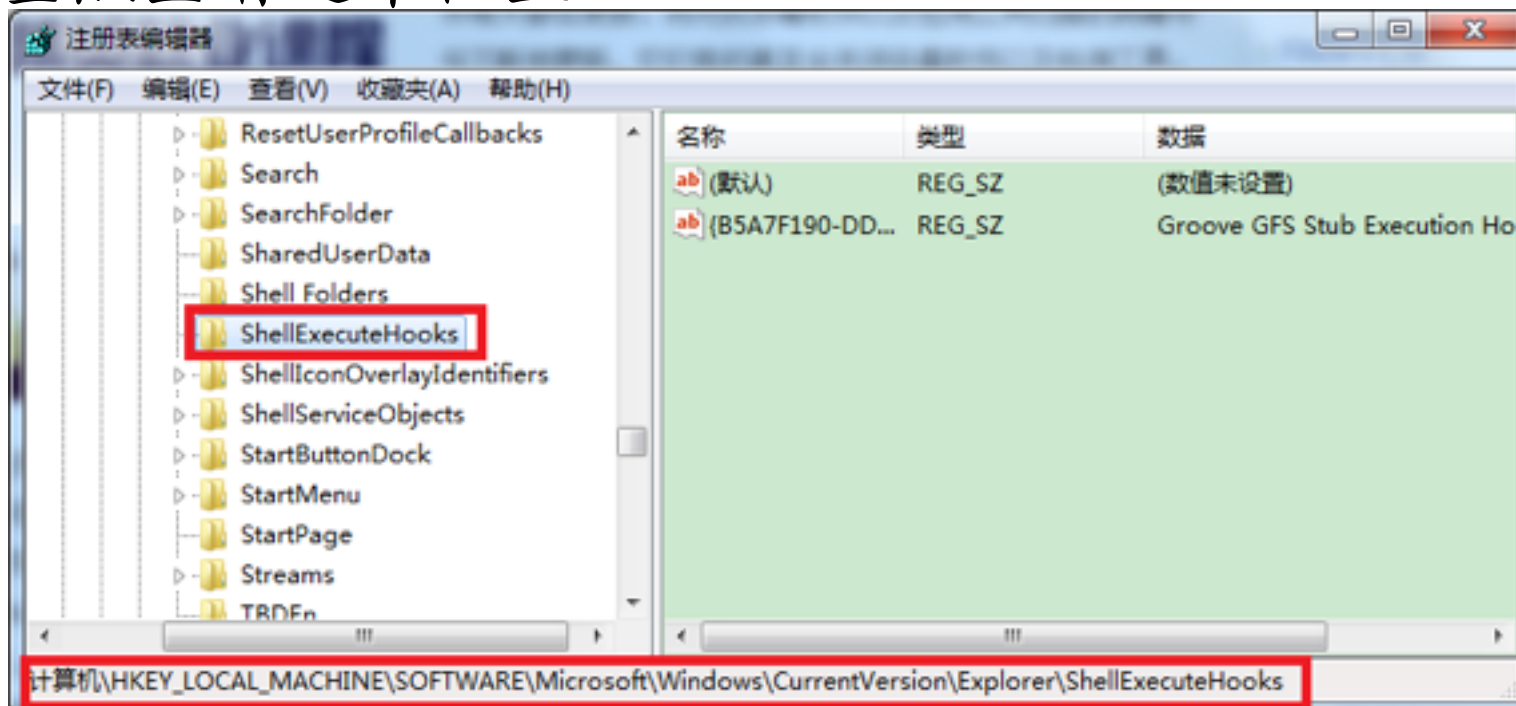 注册表编辑器
文件(F) 编辑(E) 查看(V) 收藏夹(A) 帮助(H)
ResetUserProfileCallbacks
Search
SearchFolder
SharedUserData
Shell Folders
ShellExecuteHooks
ShellIconOverlayIdentifiers
ShellServiceObjects
StartButtonDock
StartMenu
StartPage
Streams
名称 类型 数据
(默认) REG_SZ (数值未设置)
{B5A7F190-DD... REG_SZ Groove GFS Stub Execution Ho
计算机\HKEY_LOCAL_MACHINE\SOFTWARE\Microsoft\Windows\CurrentVersion\Explorer\ShellExecuteHooks